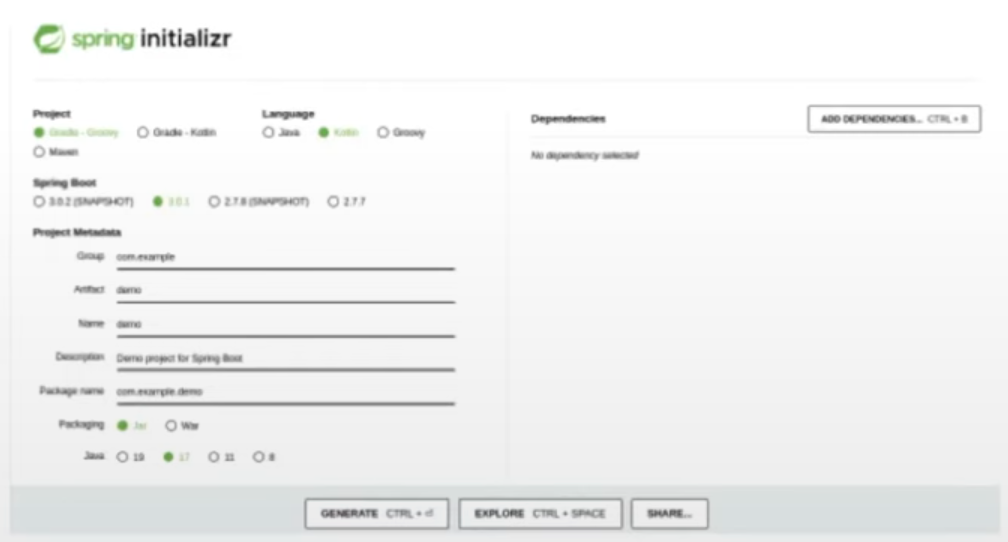 spring initializr
Project
Gradle - Groovy Gradle - Kotlin
Maven
Language
Java Kotlin Groovy
Spring Boot
3.0.2 (SNAPSHOT) 3.0.1 2.7.8 (SNAPSHOT) 2.7.7
Project Metadata
Group com.example
Artifact demo
Name demo
Description Demo project for Spring Boot
Package name com.example.demo
Packaging Jar War
Java 19 17 11 8
Dependencies ADD DEPENDENCIES... CTRL + B
No dependency selected
GENERATE CTRL + ⏎ EXPLORE CTRL + SPACE SHARE...